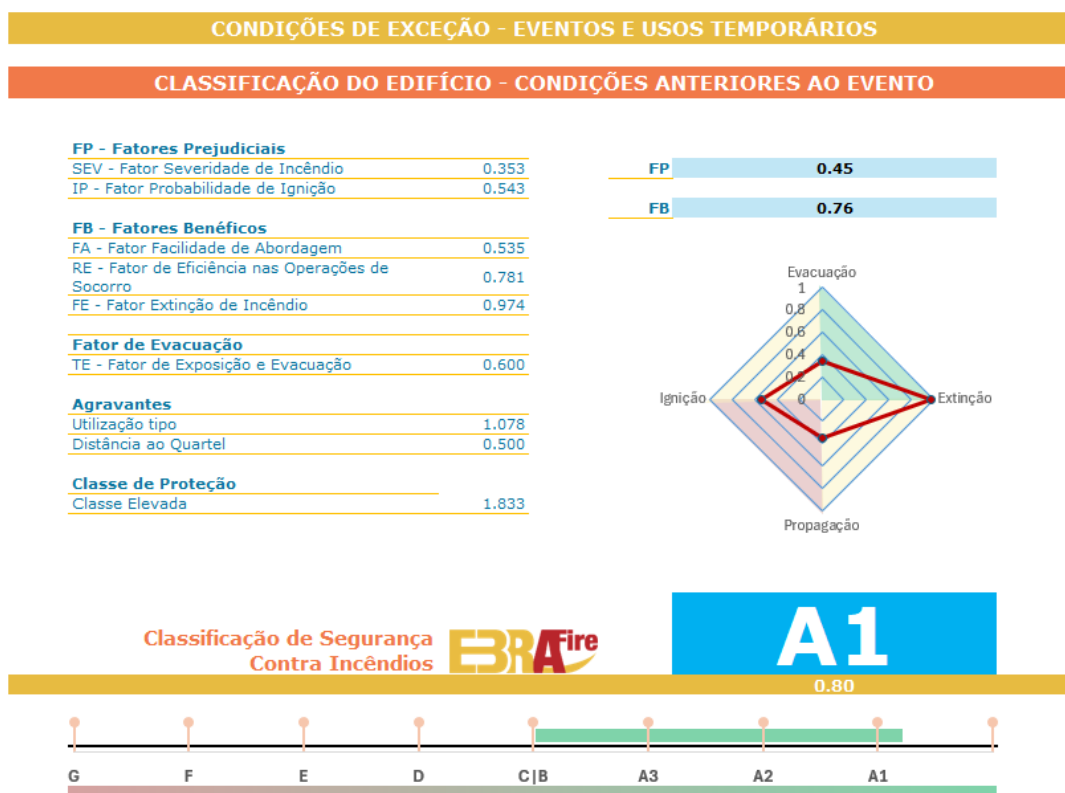 CONDIÇÕES DE EXCEÇÃO - EVENTOS E USOS TEMPORÁRIOS
CLASSIFICAÇÃO DO EDIFÍCIO - CONDIÇÕES ANTERIORES AO EVENTO
FP - Fatores Prejudiciais
SEV - Fator Severidade de Incêndio 0.353
IP - Fator Probabilidade de Ignição 0.543
FB - Fatores Benéficos
FA - Fator Facilidade de Abordagem 0.535
RE - Fator de Eficiência nas Operações de
Socorro 0.781
FE - Fator Extinção de Incêndio 0.974
Fator de Evacuação
TE - Fator de Exposição e Evacuação 0.600
Agravantes
Utilização tipo 1.078
Distância ao Quartel 0.500
Classe de Proteção
Classe Elevada 1.833
FP 0.45
FB 0.76
Evacuação
1
0.8
0.6
0.4
0.2
Ignição 0 Extinção
Propagação
Classificação de Segurança
Contra Incêndios
EBRAFire
A1
0.80
G F E D C|B A3 A2 A1